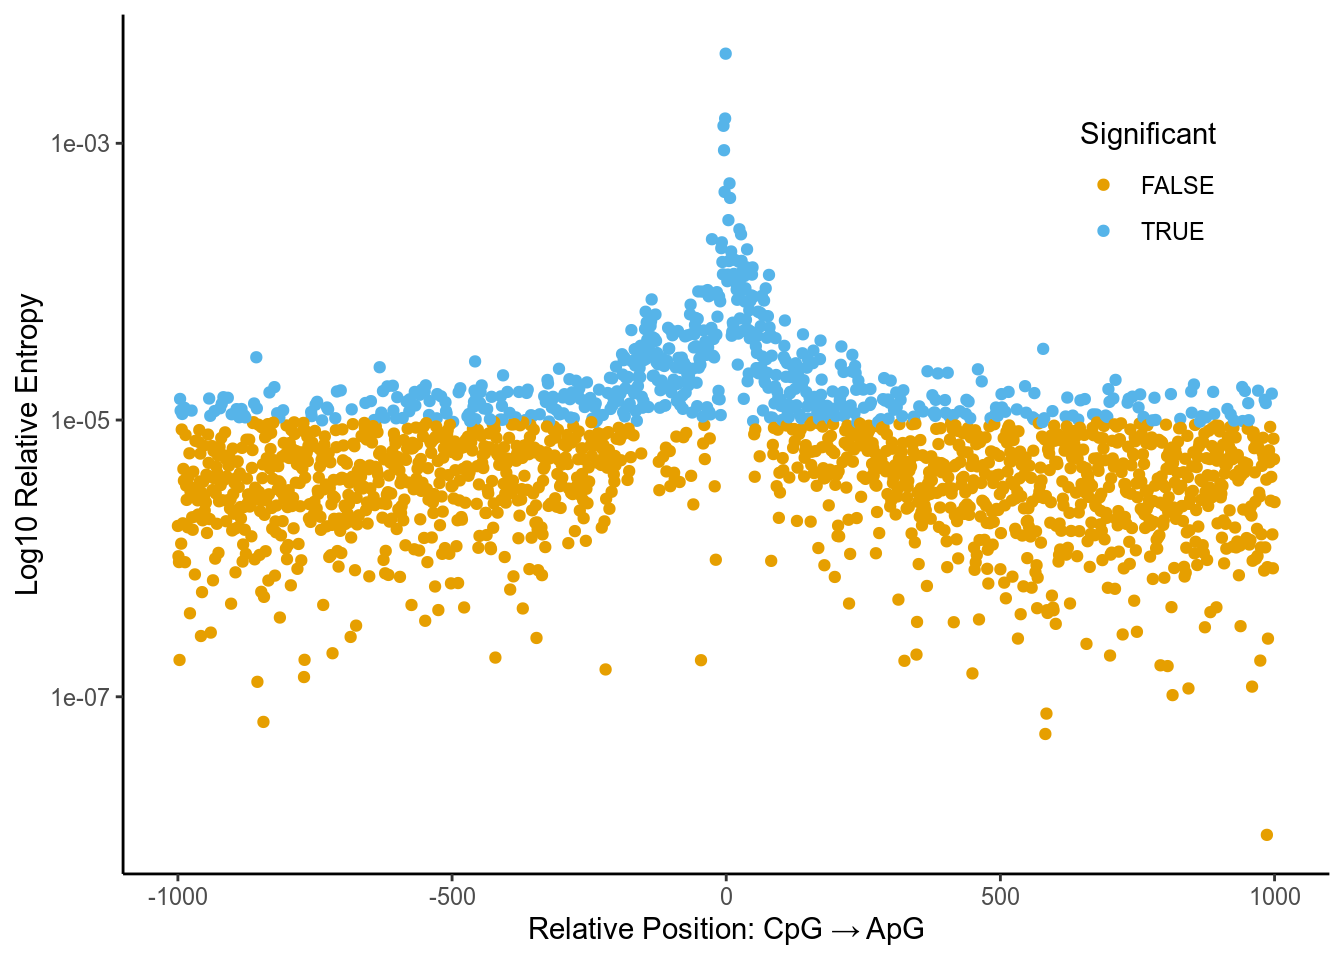 Log10 Relative Entropy
1e-03
1e-05
1e-07
Significant
FALSE
TRUE
-1000 -500 0 500 1000
Relative Position: CpG → ApG